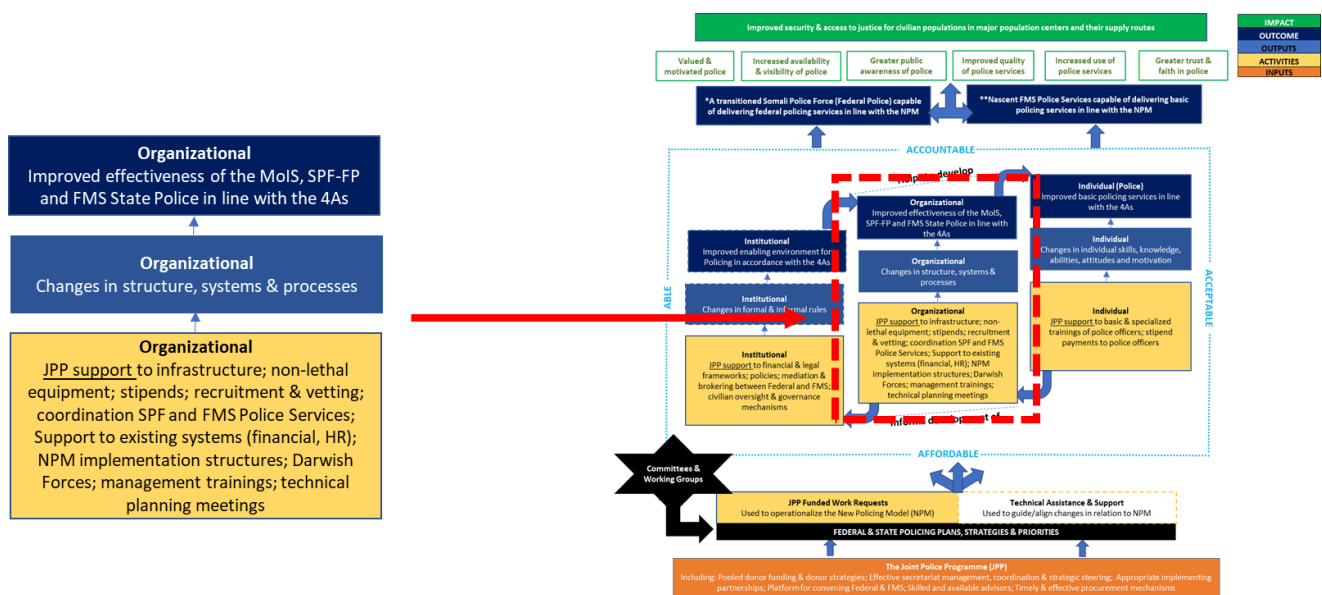 Organizational
Improved effectiveness of the MoIS, SPF-FP
and FMS State Police in line with the 4As
Organizational
Changes in structure, systems & processes
Organizational
JPP support to infrastructure; non-lethal
equipment; stipends; recruitment & vetting;
coordination SPF and FMS Police Services;
Support to existing systems (financial, HR);
NPM implementation structures; Darwish
Forces; management trainings; technical
planning meetings
Improved security & access to justice for civilian populations in major population centers and their supply routes
IMPACT
OUTCOME
OUTPUTS
ACTIVITIES
INPUTS
Valued &
motivated police
Increased availability
& visibility of police
Greater public
awareness of police
Improved quality
of police services
Increased use of
police services
Greater trust &
faith in police
*A transitioned Somali Police Force (Federal Police) capable
of delivering federal policing services in line with the NPM
**Nascent FMS Police Services capable of delivering basic
policing services in line with the NPM
ACCOUNTABLE
develop
Institutional
Improved enabling environment for
Policing in accordance with the 4As
Institutional
Changes in formal & informal rules
Institutional
JPP support to financial & legal
frameworks; policies; mediation &
brokering between Federal and FMS;
civilian oversight & governance
mechanisms
Organizational
Improved effectiveness of the MoIS,
SPF-FP and FMS State Police in line
with the 4As
Organizational
Changes in structure, systems &
processes
Organizational
JPP support to infrastructure; non-
lethal equipment; stipends; recruitment
& vetting; coordination SPF and FMS
Police Services; Support to existing
systems (financial, HR); NPM
implementation structures; Darwish
Forces; management trainings;
technical planning meetings
Individual (Police)
Improved basic policing services in line
with the 4As
Individual
Changes in individual skills, knowledge,
abilities, attitudes and motivation
Individual
JPP support to basic & specialized
trainings of police officers; stipend
payments to police officers
ABLE
ACCEPTABLE
Informs development of
AFFORDABLE
Committees &
Working Groups
JPP Funded Work Requests
Used to operationalize the New Policing Model (NPM)
Technical Assistance & Support
Used to guide/align changes in relation to NPM
FEDERAL & STATE POLICING PLANS, STRATEGIES & PRIORITIES
The Joint Police Programme (JPP)
Including: Pooled donor funding & donor strategies; Effective secretariat management, coordination & strategic steering; Appropriate implementing
partnerships; Platform for convening Federal & FMS; Skilled and available advisors; Timely & effective procurement mechanisms